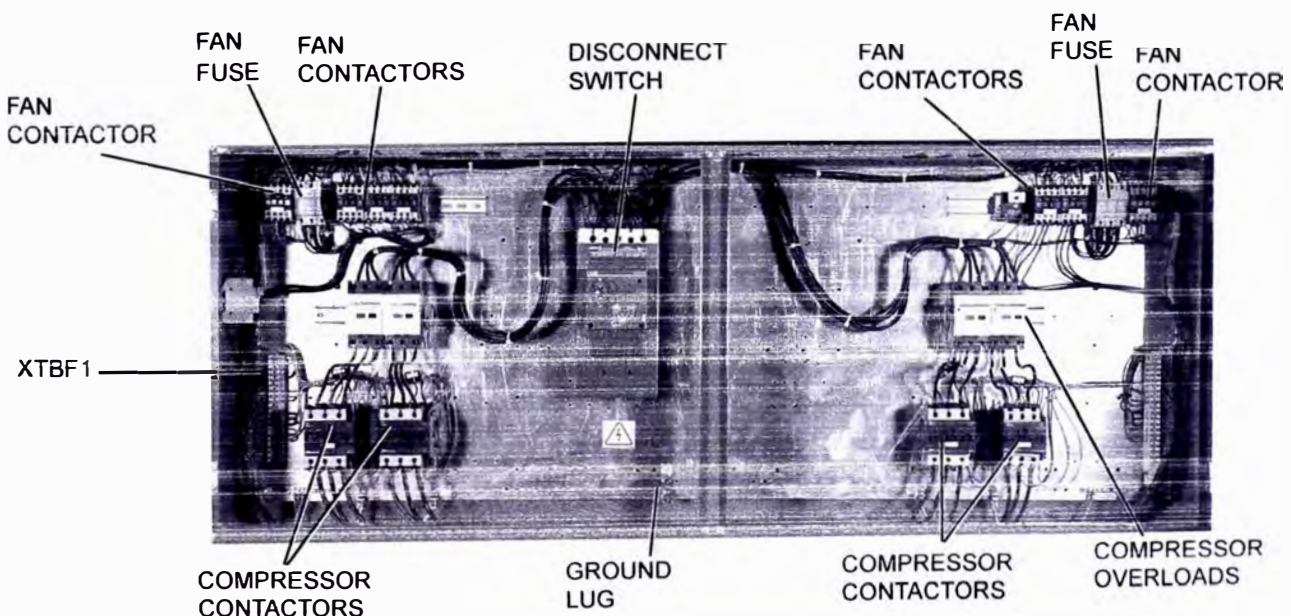 FAN
FUSE
FAN
CONTACTORS
DISCONNECT
SWITCH
FAN
CONTACTORS
FAN
FUSE
FAN
CONTACTOR
FAN
CONTACTOR
XTBF1
COMPRESSOR
CONTACTORS
GROUND
LUG
COMPRESSOR
CONTACTORS
COMPRESSOR
OVERLOADS